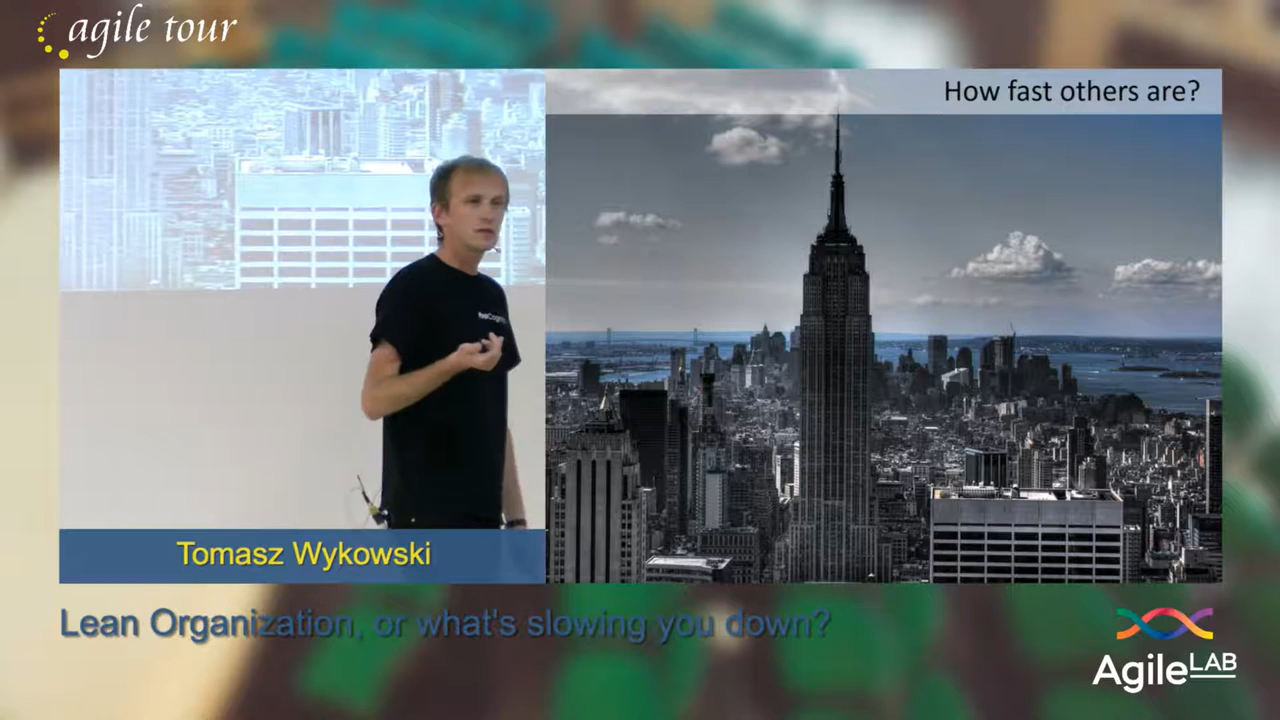 agile tour
How fast others are?
Tomasz Wykowski
Lean Organization, or what's slowing you down?
AgileLAB